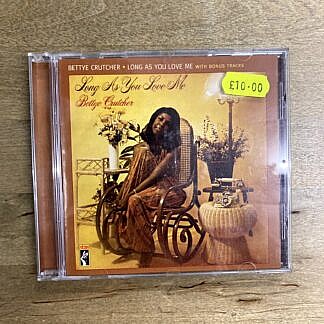 BETTYE CRUTCHER • LONG AS YOU LOVE ME WITH BONUS TRACKS
£10.00
Long As You Love Me
Bettye Crutcher